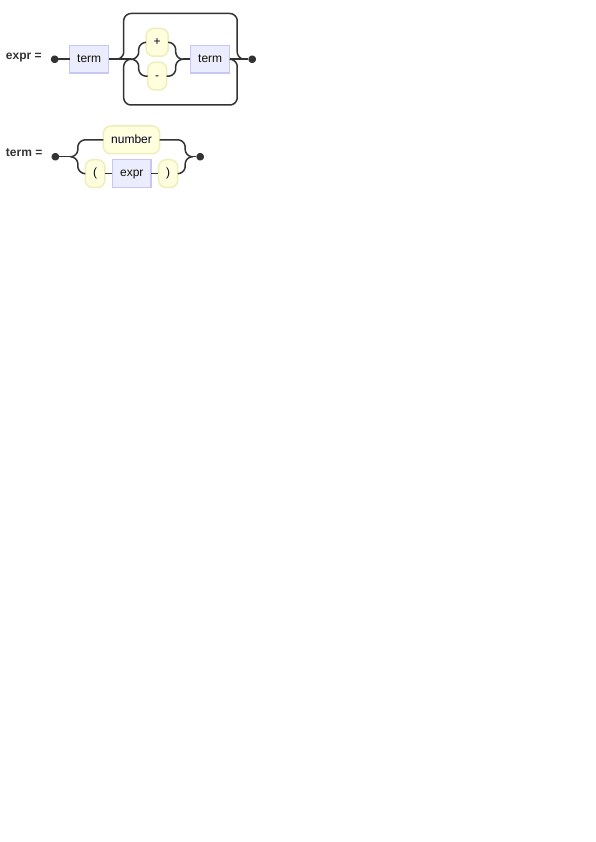 +
expr = term term
-
number
term =
( expr )